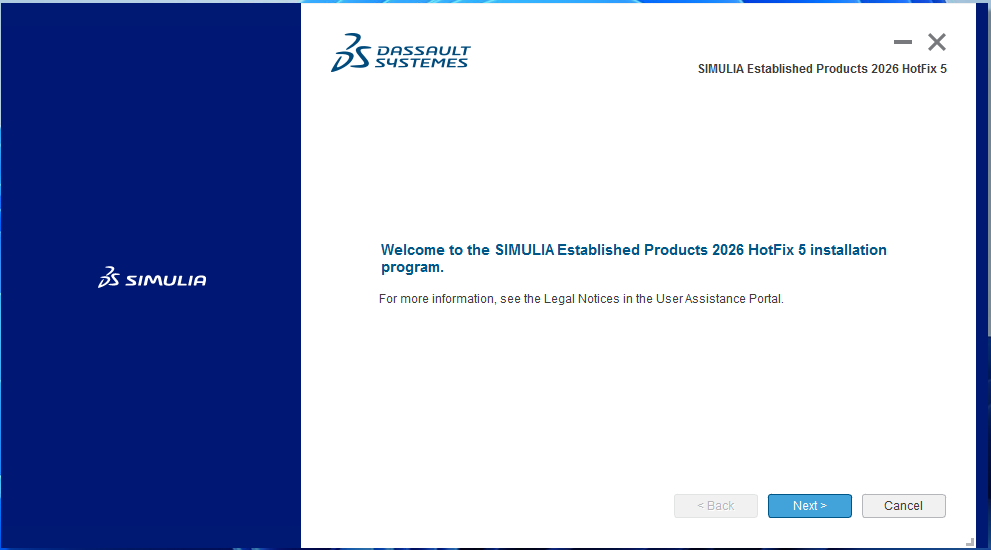 DASSAULT
SYSTEMES
SIMULIA Established Products 2026 HotFix 5
Welcome to the SIMULIA Established Products 2026 HotFix 5 installation
program.
SIMULIA
For more information, see the Legal Notices in the User Assistance Portal.
< Back
Next >
Cancel